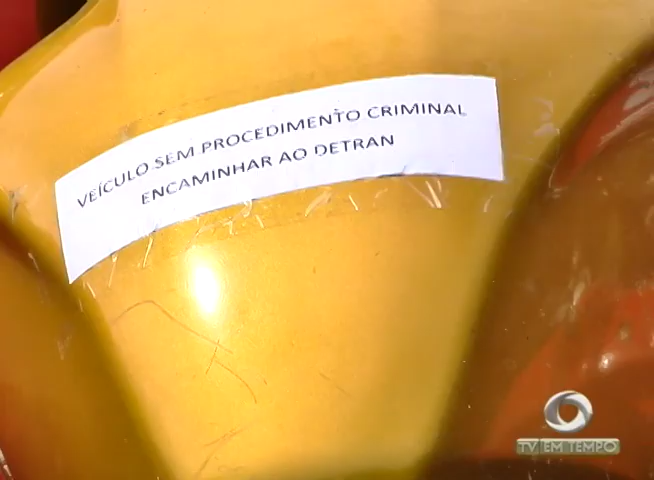 VEÍCULO SEM PROCEDIMENTO CRIMINAL
ENCAMINHAR AO DETRAN
TV EM TEMPO